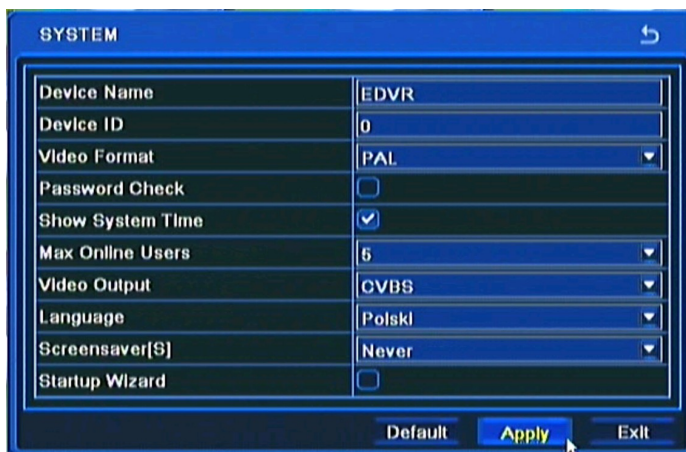 SYSTEM
Device Name EDVR
Device ID 0
Video Format PAL
Password Check
Show System Time
Max Online Users 5
Video Output CVBS
Language Polski
Screensaver[S] Never
Startup Wizard
Default Apply Exit